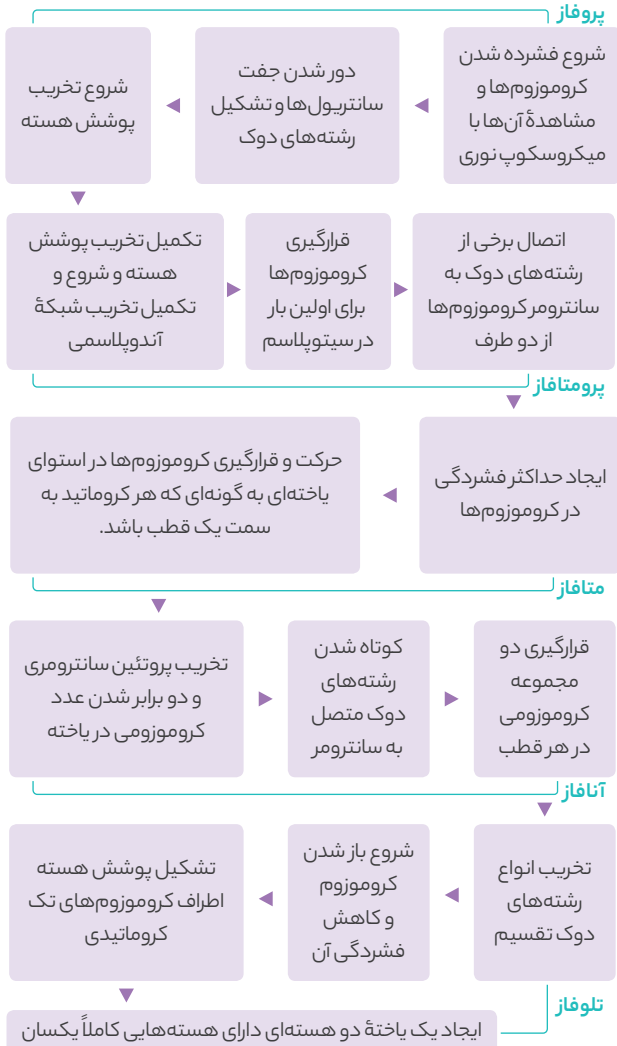 پروفاز
شروع فشرده شدن
کروموزوم‌ها و
مشاهدهٔ آن‌ها با
میکروسکوپ نوری
دور شدن جفت
سانتریول‌ها و تشکیل
رشته‌های دوک
شروع تخریب
پوشش هسته
تکمیل تخریب پوشش
هسته و شروع و
تکمیل تخریب شبکهٔ
آندوپلاسمی
قرارگیری
کروموزوم‌ها
برای اولین بار
در سیتوپلاسم
اتصال برخی از
رشته‌های دوک به
سانترومر کروموزوم‌ها
از دو طرف
پرومتافاز
ایجاد حداکثر فشردگی
در کروموزوم‌ها
حرکت و قرارگیری کروموزوم‌ها در استوای
یاخته‌ای به گونه‌ای که هر کروماتید به
سمت یک قطب باشد.
متافاز
تخریب پروتئین سانترومری
و دو برابر شدن عدد
کروموزومی در یاخته
کوتاه شدن
رشته‌های
دوک متصل
به سانترومر
قرارگیری دو
مجموعه
کروموزومی
در هر قطب
آنافاز
تخریب انواع
رشته‌های
دوک تقسیم
شروع باز شدن
کروموزوم
و کاهش
فشردگی آن
تشکیل پوشش هسته
اطراف کروموزوم‌های تک
کروماتیدی
تلوفاز
ایجاد یک یاختهٔ دو هسته‌ای دارای هسته‌هایی کاملاً یکسان